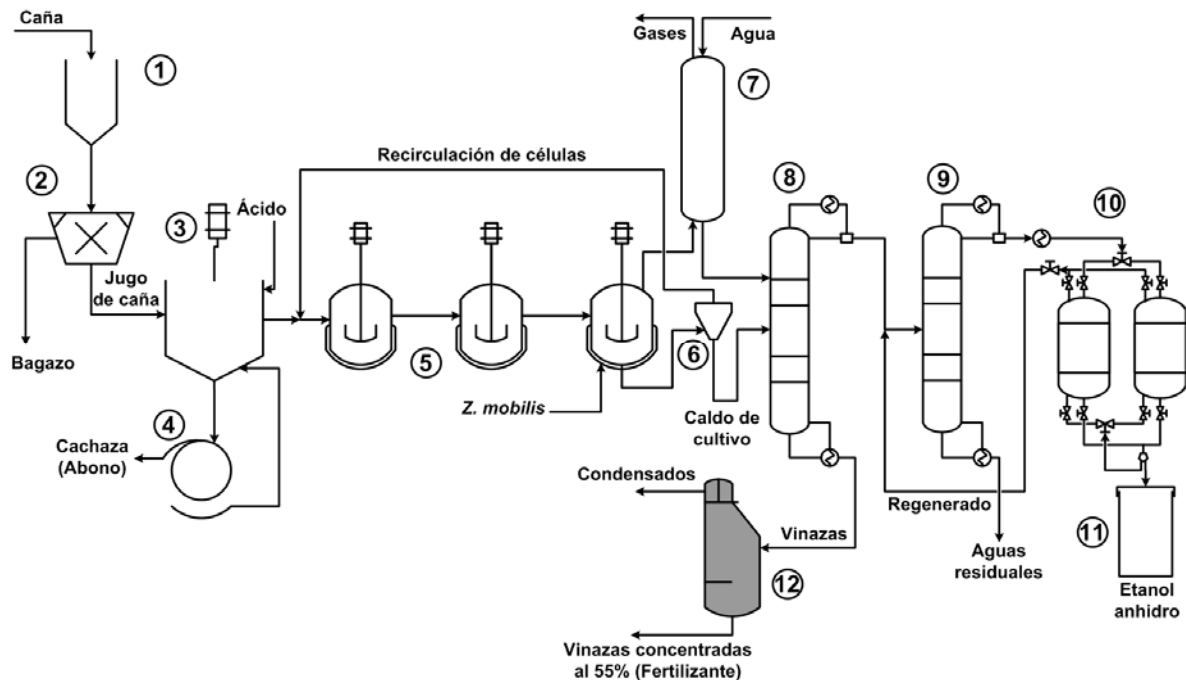 Caña
1
2
3
Ácido
Jugo
de caña
Bagazo
4
Cachaza
(Abono)
Recirculación de células
5
Z. mobilis
6
Gases
Agua
7
8
Caldo de
cultivo
Condensados
Vinazas
12
Vinazas concentradas
al 55% (Fertilizante)
9
10
Regenerado
Aguas
residuales
11
Etanol
anhidro